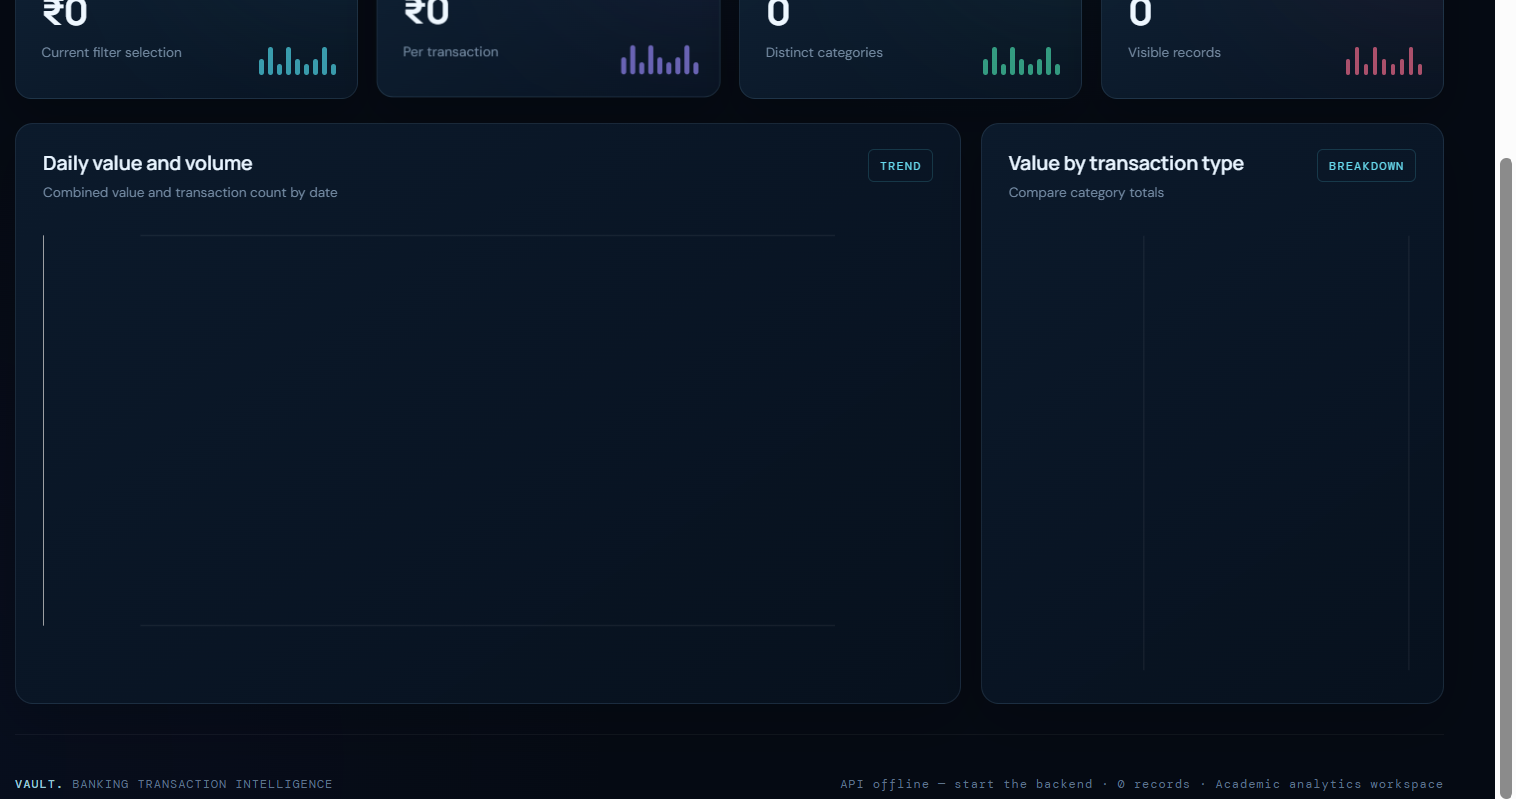 ₹0 ₹0 0 0
Current filter selection Per transaction Distinct categories Visible records
Daily value and volume TREND
Combined value and transaction count by date
Value by transaction type BREAKDOWN
Compare category totals
VAULT. BANKING TRANSACTION INTELLIGENCE
API offline — start the backend · 0 records · Academic analytics workspace